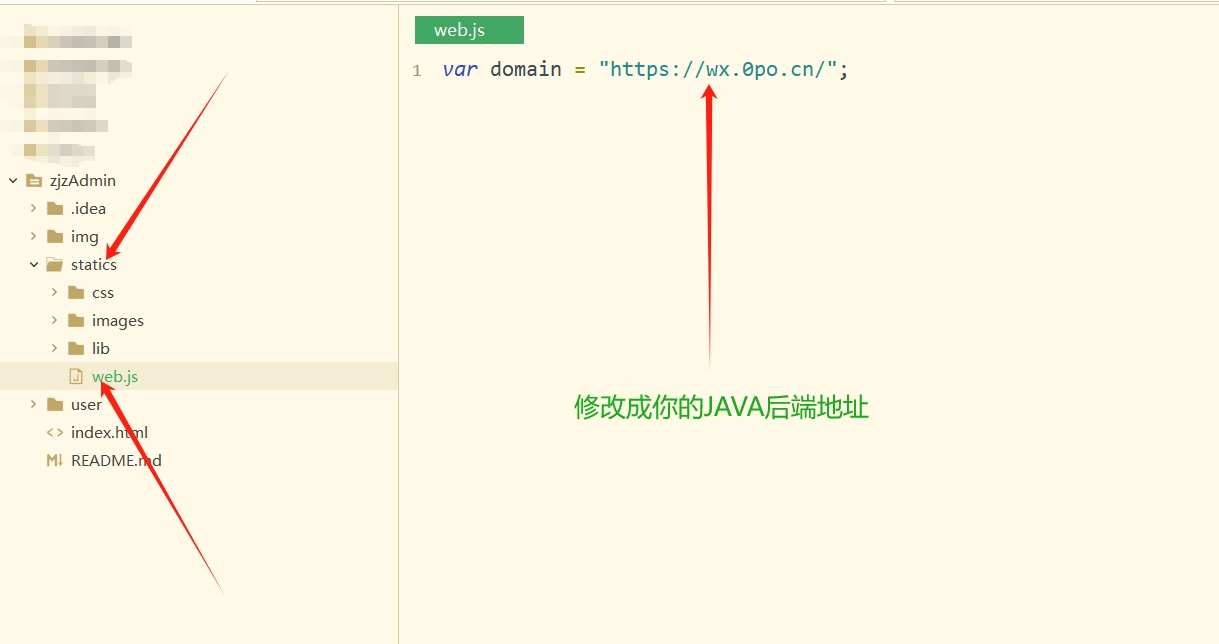 zjzAdmin
.idea
img
statics
css
images
lib
web.js
user
index.html
README.md
web.js
1 var domain = "https://wx.0po.cn/";
修改成你的JAVA后端地址